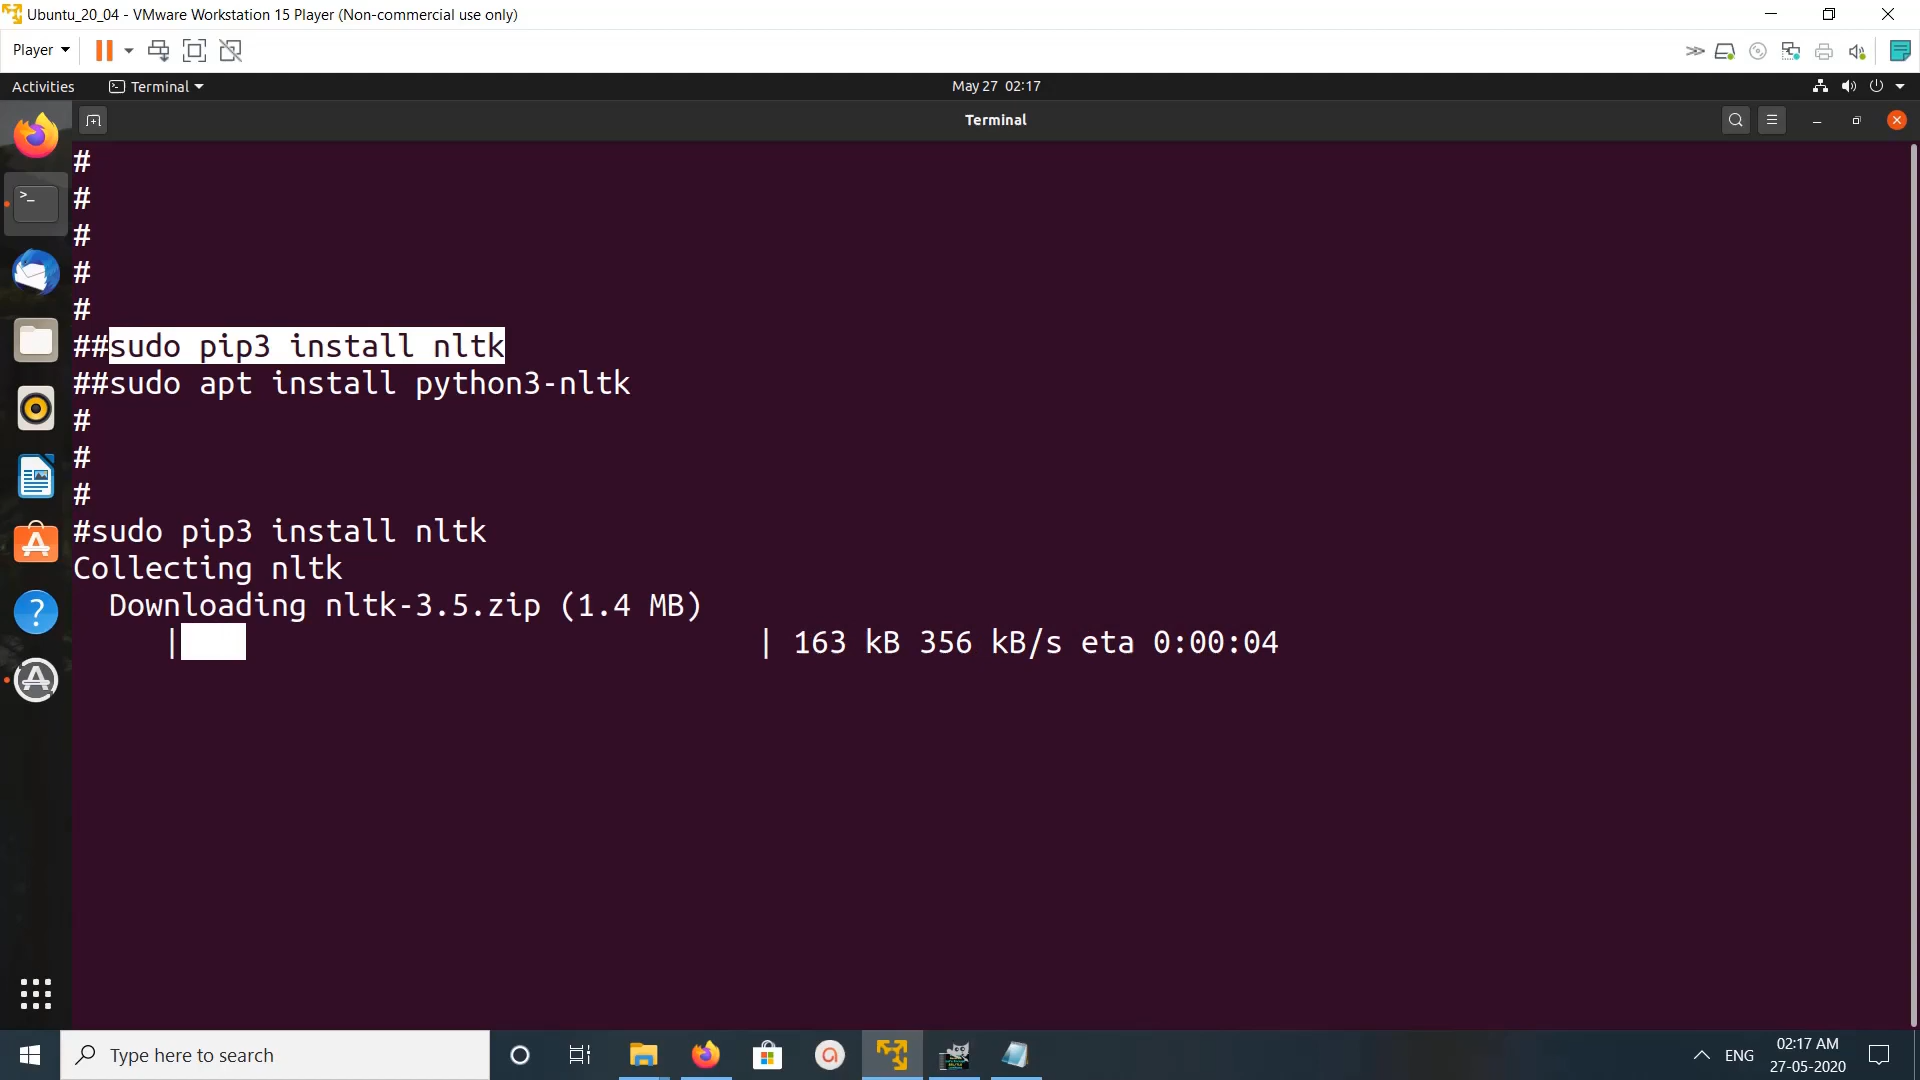 Ubuntu_20_04 - VMware Workstation 15 Player (Non-commercial use only)
Player
Activities
Terminal
May 27 02:17
Terminal
#
#
#
#
#
##sudo pip3 install nltk
##sudo apt install python3-nltk
#
#
#
#sudo pip3 install nltk
Collecting nltk
Downloading nltk-3.5.zip (1.4 MB)
| | 163 kB 356 kB/s eta 0:00:04
Type here to search
ENG
02:17 AM
27-05-2020